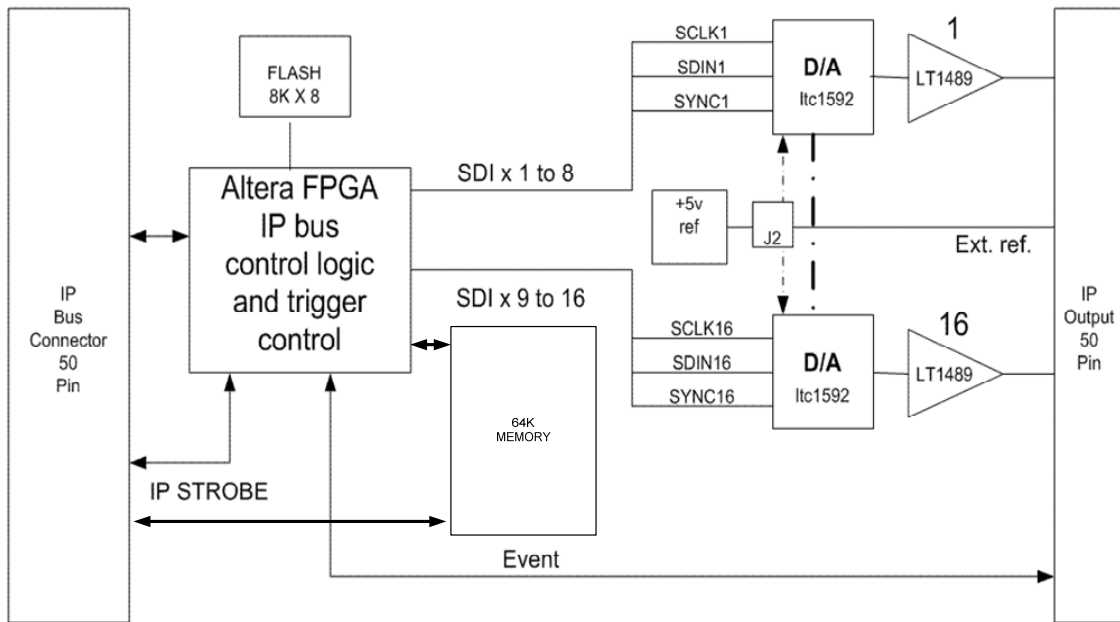 IP
Bus
Connector
50
Pin
FLASH
8K X 8
Altera FPGA
IP bus
control logic
and trigger
control
SDI x 1 to 8
SDI x 9 to 16
SCLK1
SDIN1
SYNC1
D/A
ltc1592
1
LT1489
+5v
ref
J2
Ext. ref.
SCLK16
SDIN16
SYNC16
D/A
ltc1592
16
LT1489
64K
MEMORY
IP STROBE
Event
IP
Output
50
Pin